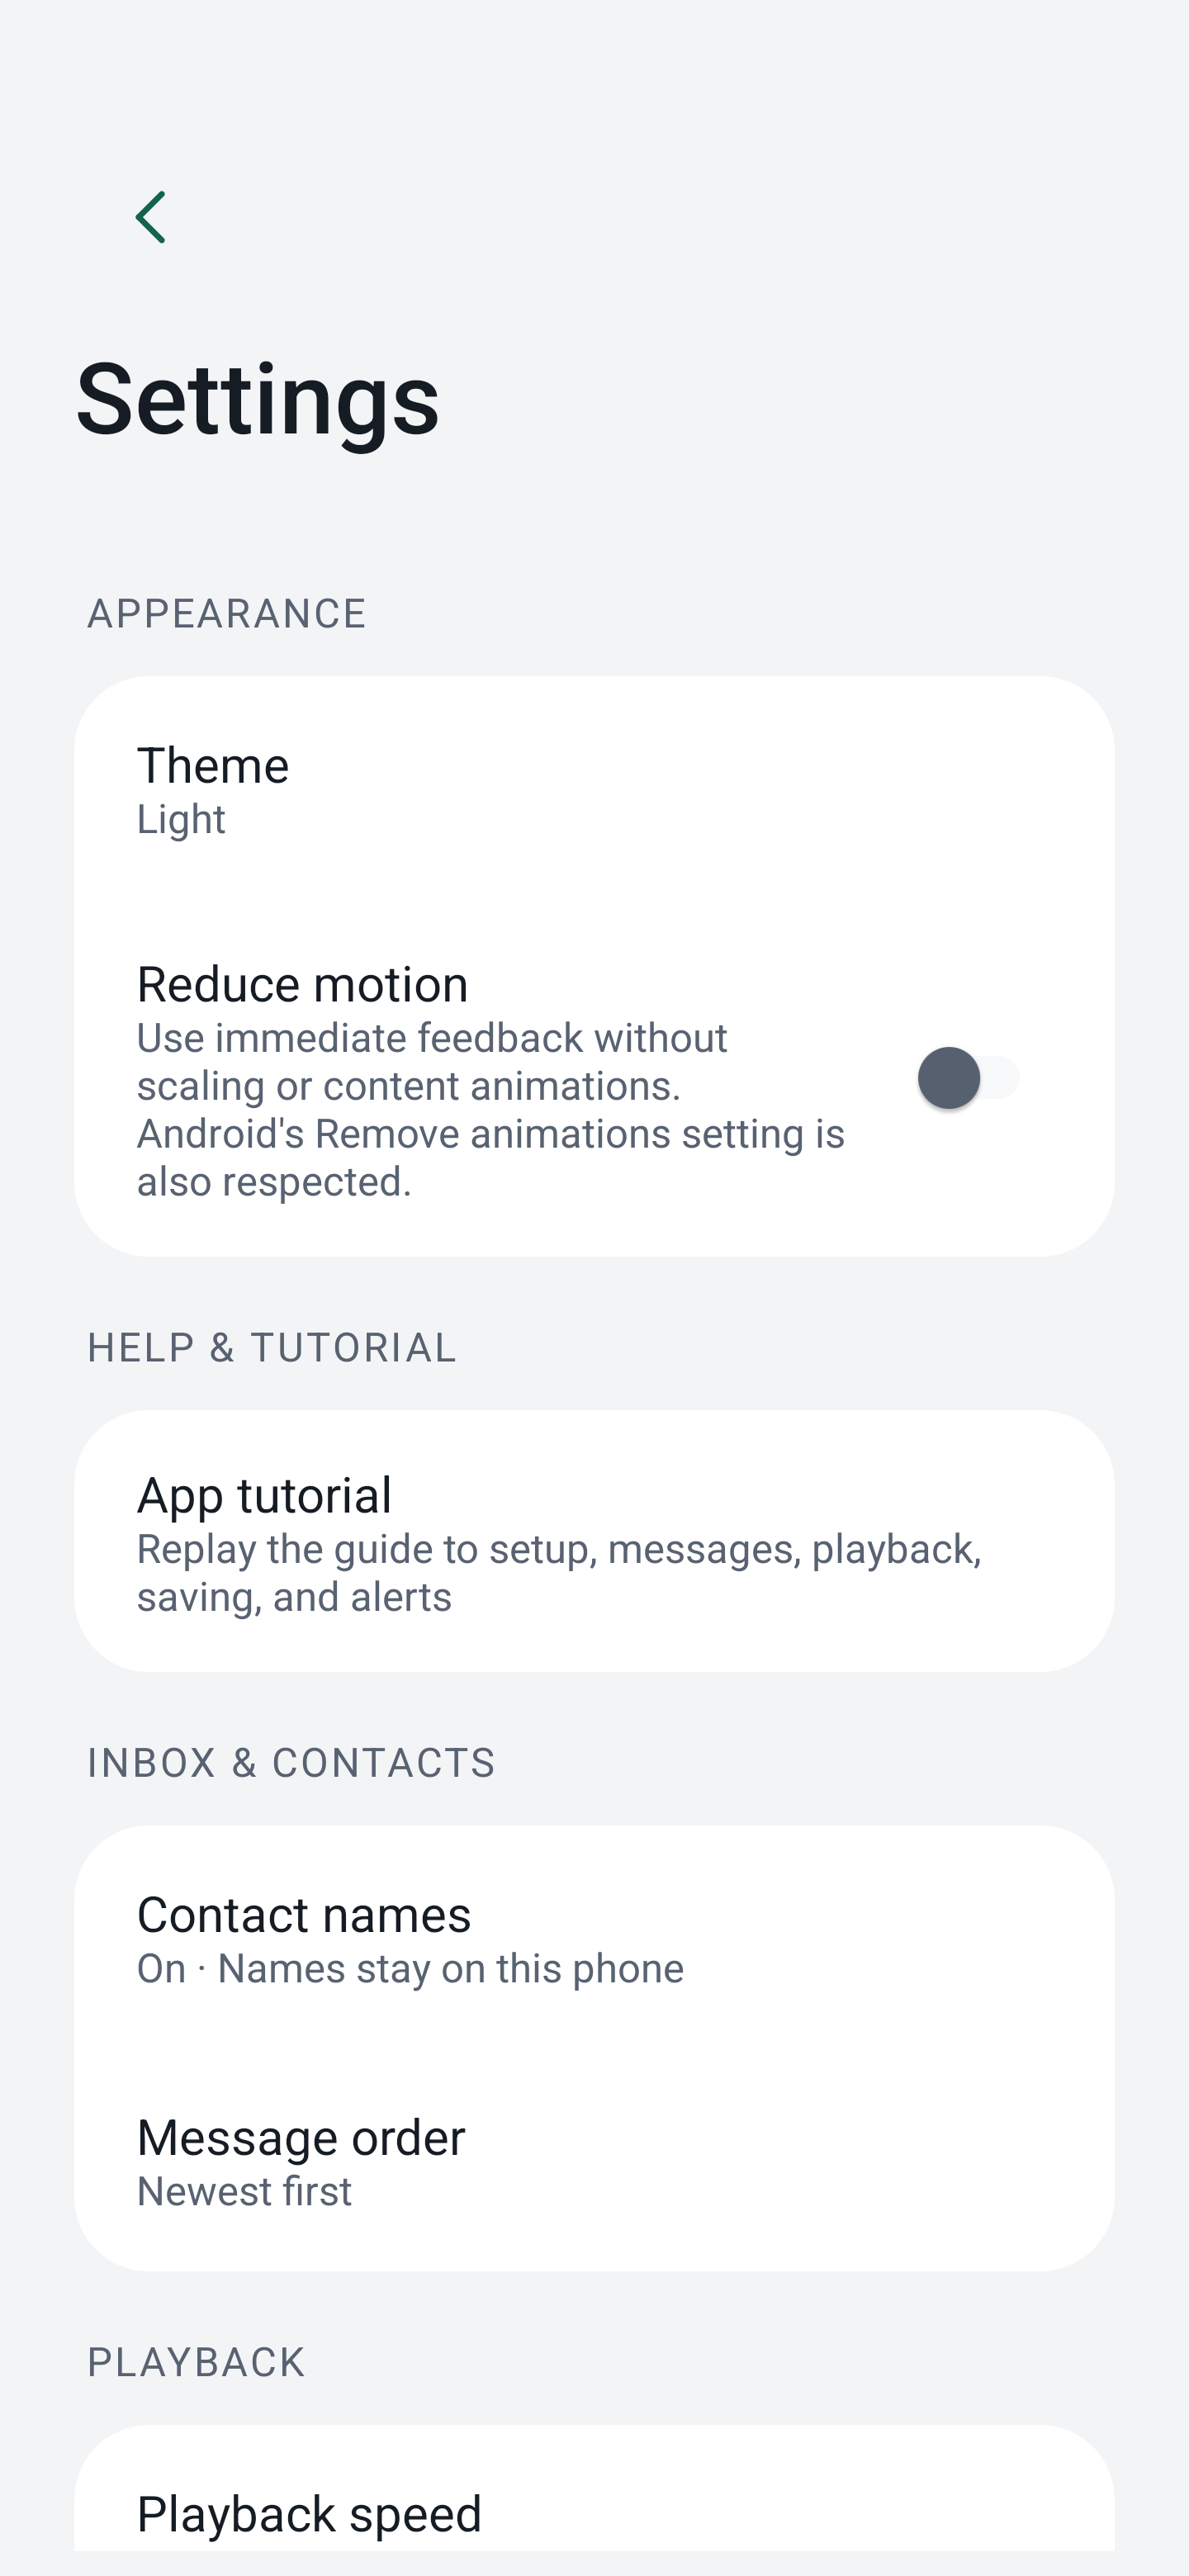 Settings
APPEARANCE
Theme
Light
Reduce motion
Use immediate feedback without
scaling or content animations.
Android's Remove animations setting is
also respected.
HELP & TUTORIAL
App tutorial
Replay the guide to setup, messages, playback,
saving, and alerts
INBOX & CONTACTS
Contact names
On · Names stay on this phone
Message order
Newest first
PLAYBACK
Playback speed